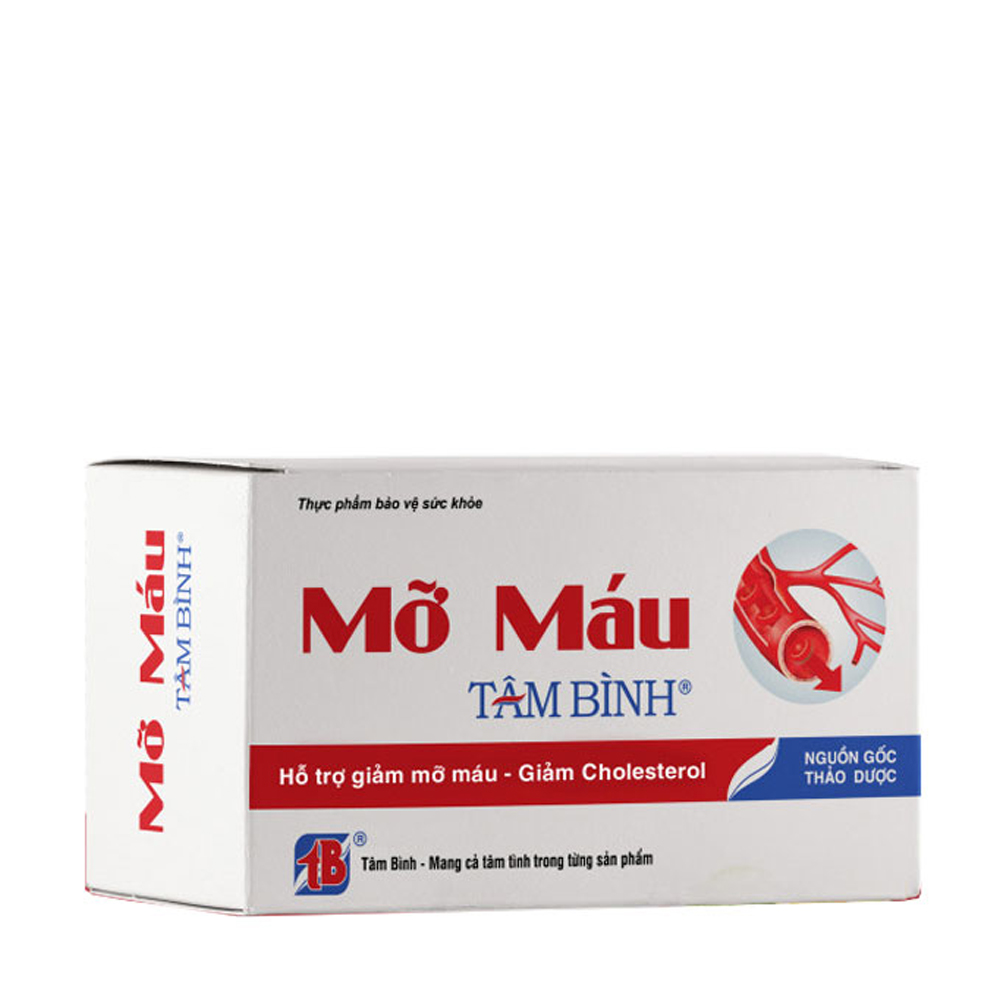 Thực phẩm bảo vệ sức khỏe
Mỡ Máu
TÂM BÌNH®
Hỗ trợ giảm mỡ máu - Giảm Cholesterol
NGUỒN GỐC
THẢO DƯỢC
TB®
Tâm Bình - Mang cả tâm tình trong từng sản phẩm
Mỡ Máu
TÂM BÌNH®